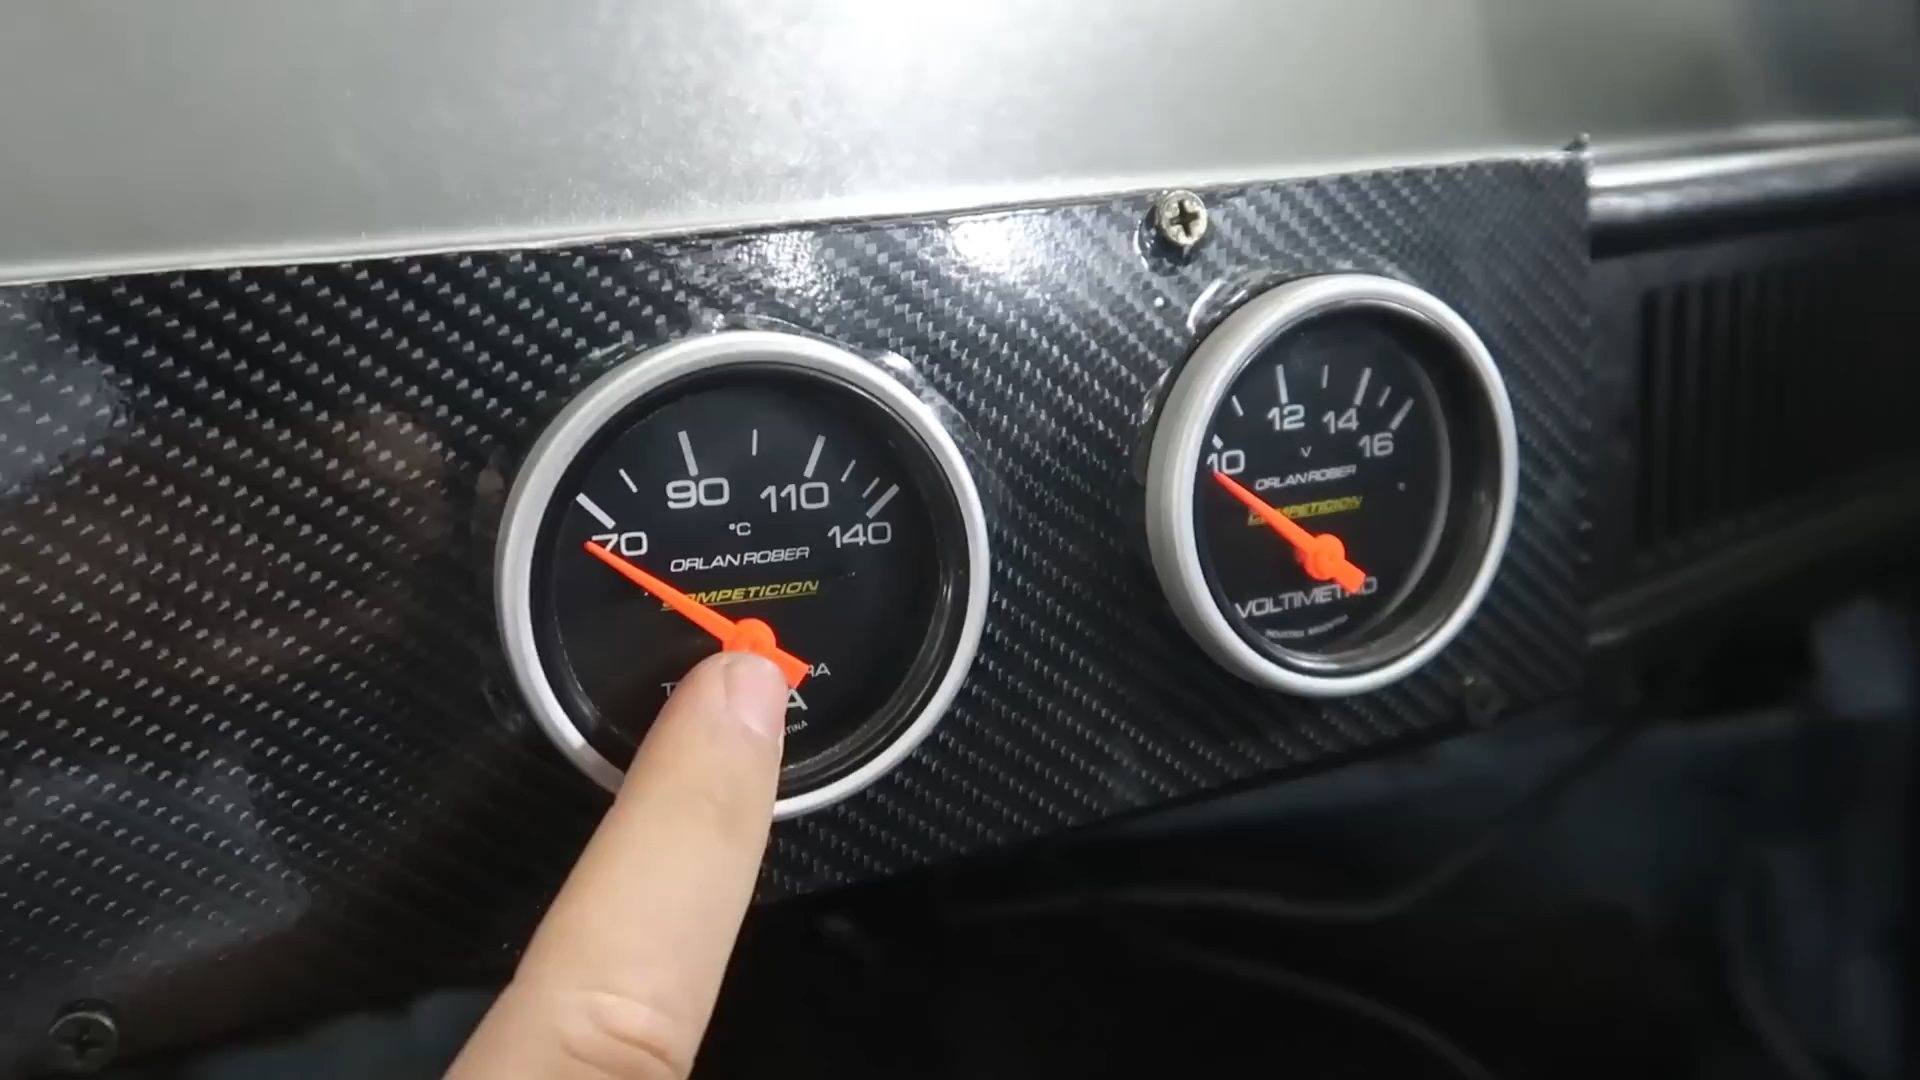 90
110
70
140
°C
ORLAN ROBER
COMPETICION
12
14
10
16
V
ORLAN ROBER
COMPETICION
VOLTIMETRO